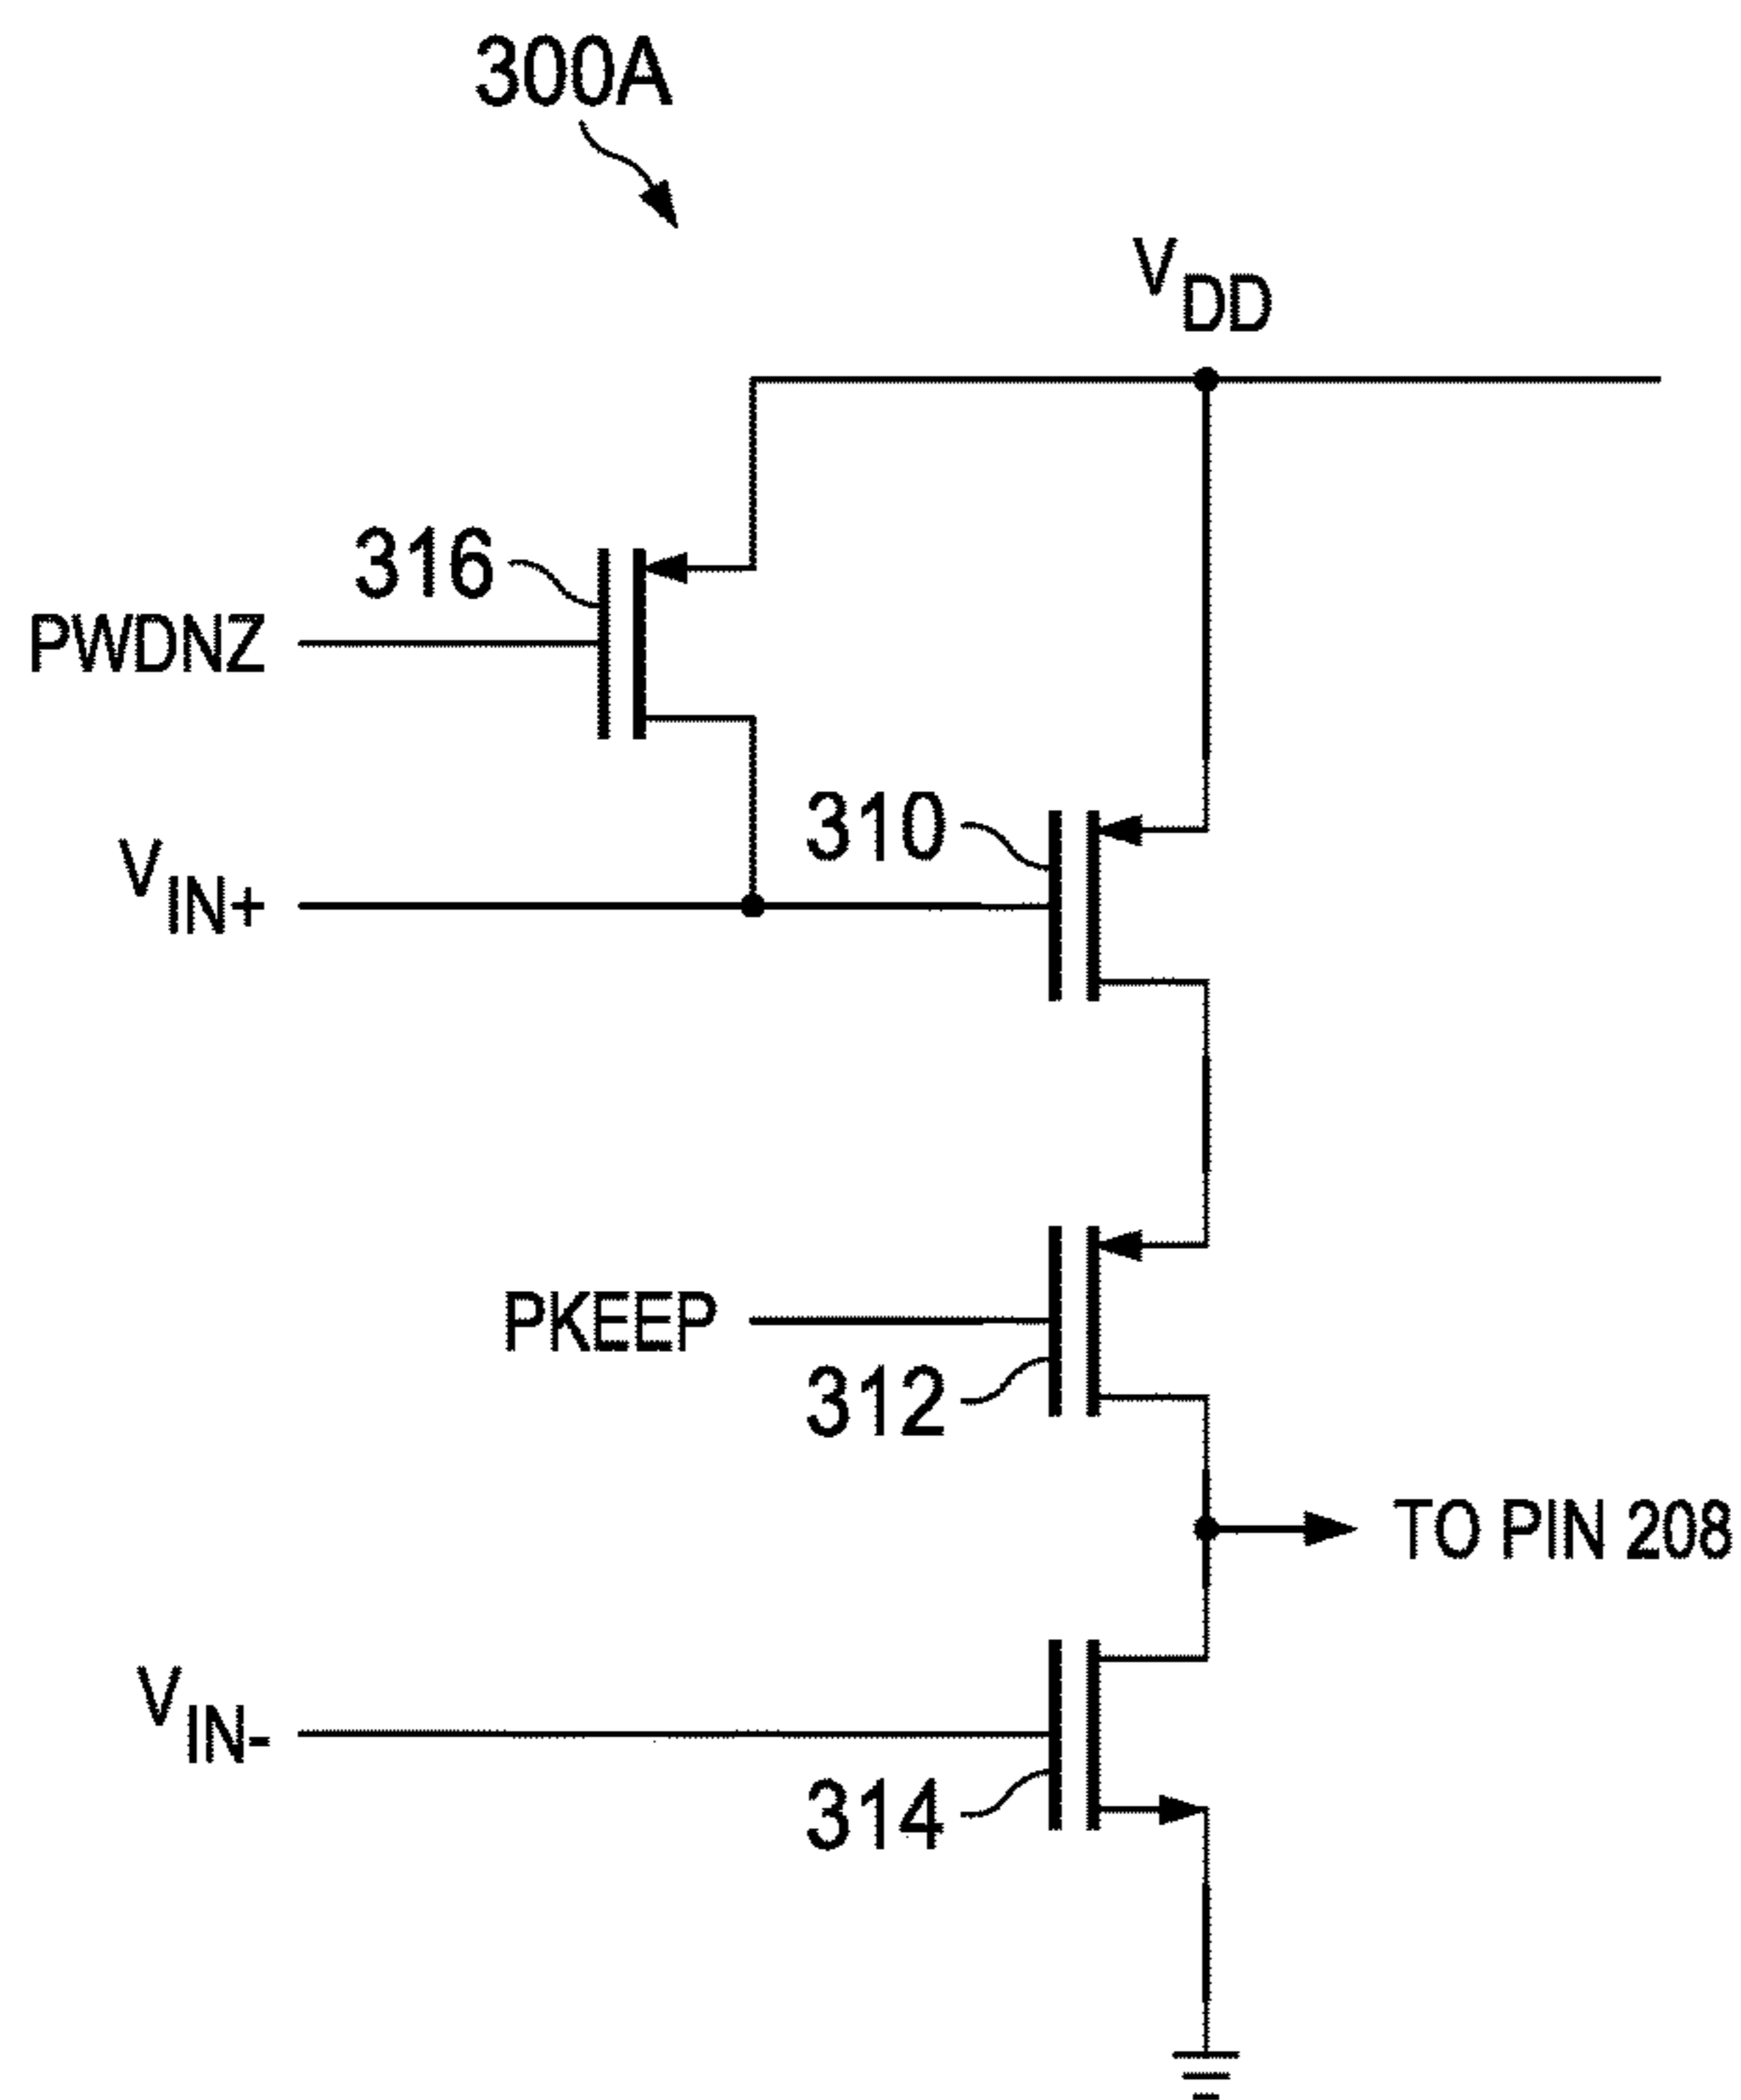 300A
VDD
316
PWDNZ
310
VIN+
PKEEP
312
TO PIN 208
VIN-
314